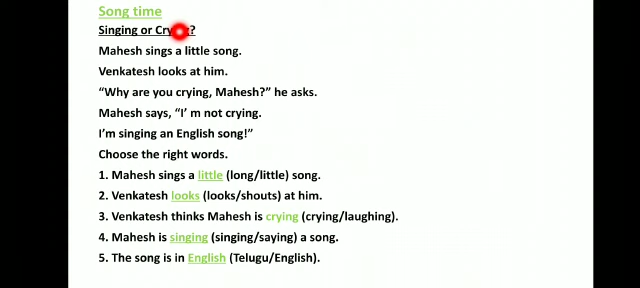 Song time
Singing or
Mahesh sings a little song.
Venkatesh looks at him.
“Why are you crying, Mahesh?” he asks.
Mahesh says, “I’ m not crying.
I’m singing an English song!”
Choose the right words.
1. Mahesh sings a little (long/little) song.
2. Venkatesh looks (looks/shouts) at him.
3. Venkatesh thinks Mahesh is crying (crying/laughing).
4. Mahesh is singing (singing/saying) a song.
5. The song is in English (Telugu/English).